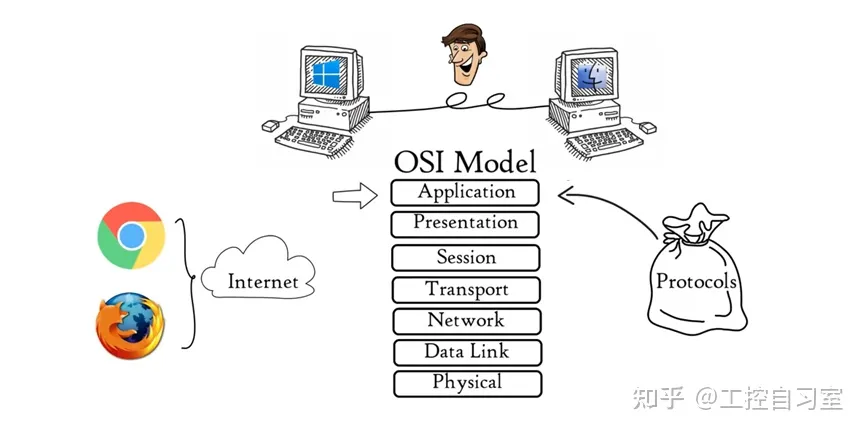 OSI Model
Application
Presentation
Session
Transport
Network
Data Link
Physical
Internet
Protocols
知乎 @工控自习室